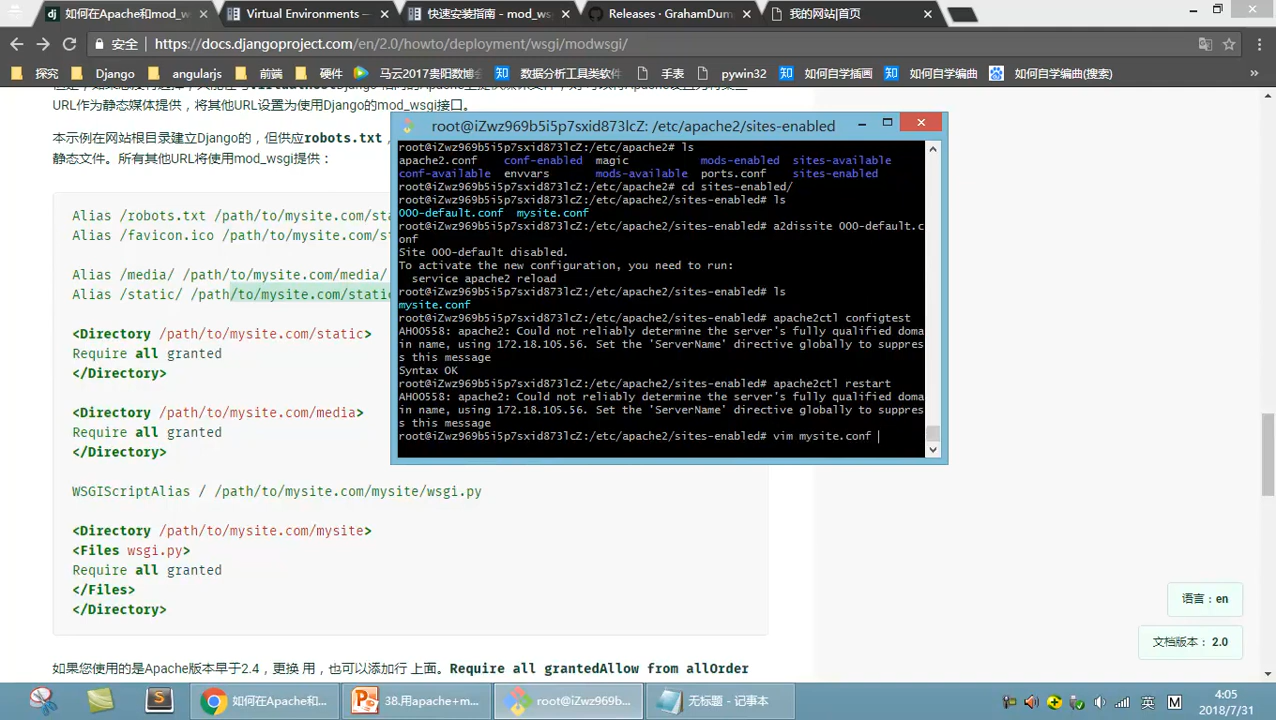 如何在Apache和mod_w
Virtual Environments —
快速安装指南 - mod_wsgi
Releases · GrahamDum
我的网站|首页
安全
https://docs.djangoproject.com/en/2.0/howto/deployment/wsgi/modwsgi/
探究
Django
angularjs
前端
硬件
马云2017贵阳数博会
数据分析工具类软件
手表
pywin32
如何自学插画
如何自学编曲
如何自学编曲(搜索)
URL作为静态媒体提供，将其他URL设置为使用Django的mod_wsgi接口。
本示例在网站根目录建立Django的，但供应robots.txt，
静态文件。所有其他URL将使用mod_wsgi提供：
Alias /robots.txt /path/to/mysite.com/sta
Alias /favicon.ico /path/to/mysite.com/st
Alias /media/ /path/to/mysite.com/media/
Alias /static/ /path/to/mysite.com/static
<Directory /path/to/mysite.com/static>
Require all granted
</Directory>
<Directory /path/to/mysite.com/media>
Require all granted
</Directory>
WSGIScriptAlias / /path/to/mysite.com/mysite/wsgi.py
<Directory /path/to/mysite.com/mysite>
<Files wsgi.py>
Require all granted
</Files>
</Directory>
如果您使用的是Apache版本早于2.4，更换 用，也可以添加行 上面。Require all grantedAllow from allOrder
root@iZwz969b5i5p7sxid873lcZ: /etc/apache2/sites-enabled
root@iZwz969b5i5p7sxid873lcZ:/etc/apache2# ls
apache2.conf conf-enabled magic mods-enabled sites-available
conf-available envvars mods-available ports.conf sites-enabled
root@iZwz969b5i5p7sxid873lcZ:/etc/apache2# cd sites-enabled/
root@iZwz969b5i5p7sxid873lcZ:/etc/apache2/sites-enabled# ls
000-default.conf mysite.conf
root@iZwz969b5i5p7sxid873lcZ:/etc/apache2/sites-enabled# a2dissite 000-default.c
onf
Site 000-default disabled.
To activate the new configuration, you need to run:
service apache2 reload
root@iZwz969b5i5p7sxid873lcZ:/etc/apache2/sites-enabled# ls
mysite.conf
root@iZwz969b5i5p7sxid873lcZ:/etc/apache2/sites-enabled# apache2ctl configtest
AH00558: apache2: Could not reliably determine the server's fully qualified doma
in name, using 172.18.105.56. Set the 'ServerName' directive globally to suppres
s this message
Syntax OK
root@iZwz969b5i5p7sxid873lcZ:/etc/apache2/sites-enabled# apache2ctl restart
AH00558: apache2: Could not reliably determine the server's fully qualified doma
in name, using 172.18.105.56. Set the 'ServerName' directive globally to suppres
s this message
root@iZwz969b5i5p7sxid873lcZ:/etc/apache2/sites-enabled# vim mysite.conf
语言：en
文档版本：2.0
如何在Apache和...
38.用apache+m...
root@iZwz969b5...
无标题 - 记事本
英
M
4:05
2018/7/31